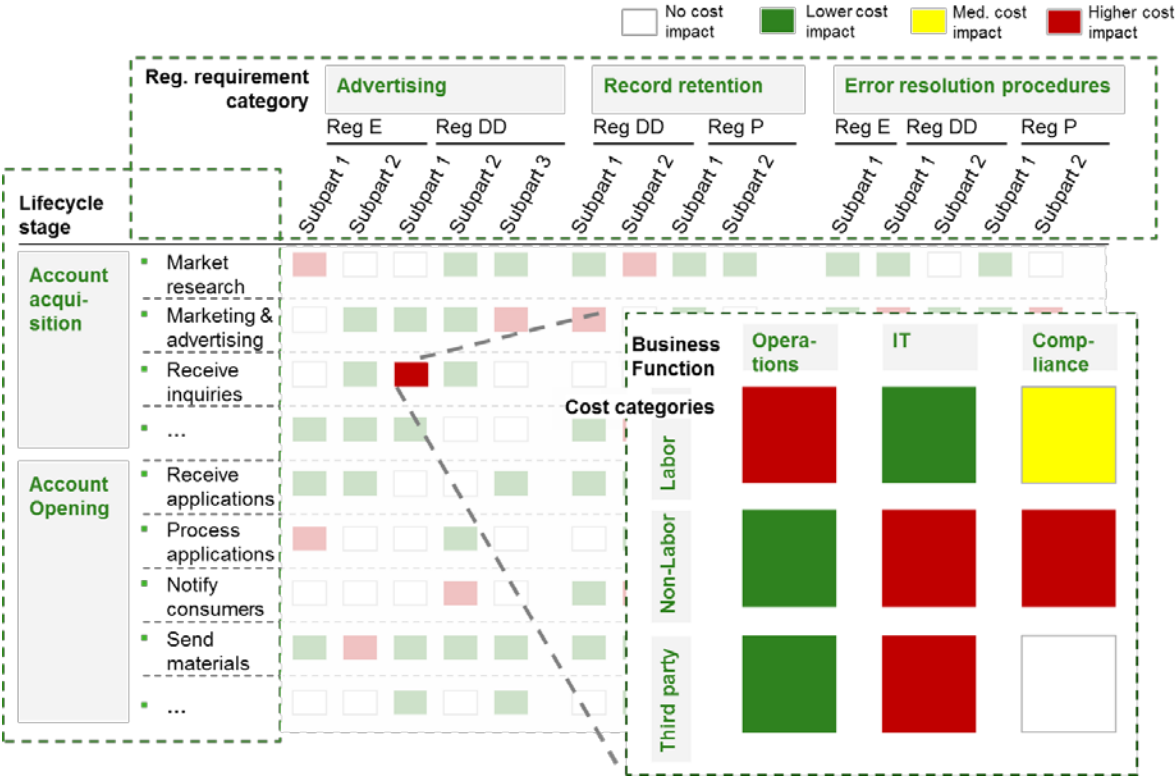 No cost
impact
Lower cost
impact
Med. cost
impact
Higher cost
impact
Reg. requirement
category
Advertising
Record retention
Error resolution procedures
Reg E
Reg DD
Reg DD
Reg P
Reg E
Reg DD
Reg P
Subpart 1
Subpart 2
Subpart 1
Subpart 2
Subpart 3
Subpart 1
Subpart 2
Subpart 1
Subpart 2
Subpart 1
Subpart 1
Subpart 2
Subpart 1
Subpart 2
Lifecycle
stage
Account
acqui-
sition
Market
research
Marketing &
advertising
Receive
inquiries
...
Account
Opening
Receive
applications
Process
applications
Notify
consumers
Send
materials
...
Business
Function
Opera-
tions
IT
Comp-
liance
Cost categories
Labor
Non-Labor
Third party